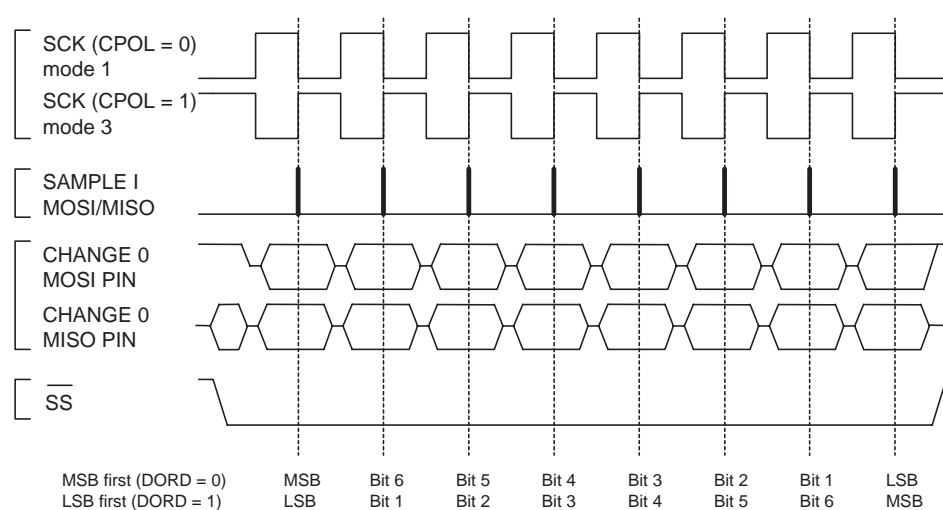 SCK (CPOL = 0)
mode 1
SCK (CPOL = 1)
mode 3
SAMPLE I
MOSI/MISO
CHANGE 0
MOSI PIN
CHANGE 0
MISO PIN
SS
MSB first (DORD = 0) MSB Bit 6 Bit 5 Bit 4 Bit 3 Bit 2 Bit 1 LSB
LSB first (DORD = 1) LSB Bit 1 Bit 2 Bit 3 Bit 4 Bit 5 Bit 6 MSB